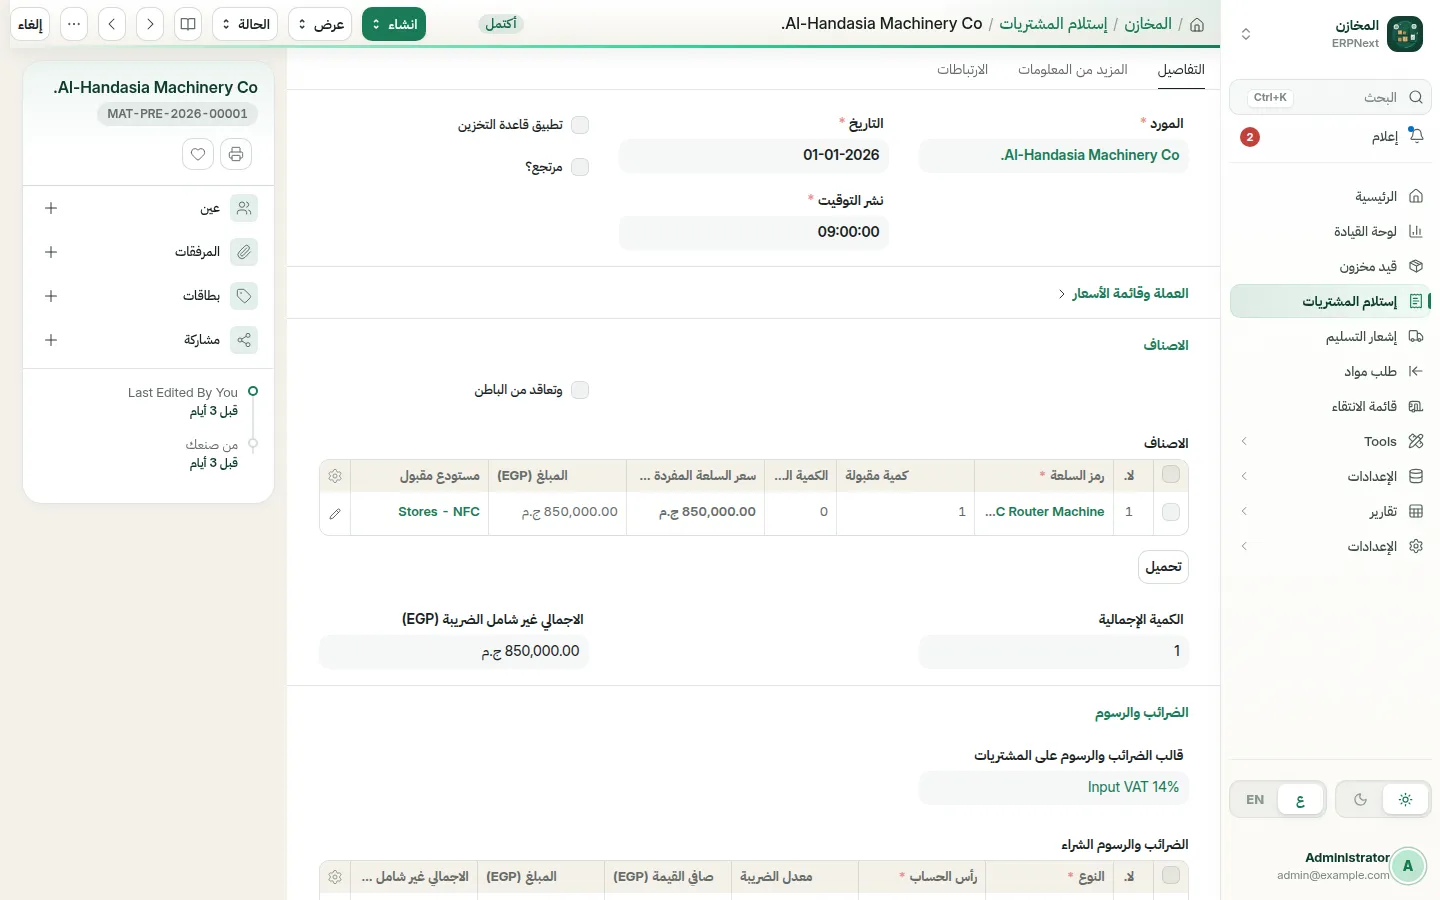 المخازن
ERPNext
البحث
Ctrl+K
إعلام
2
الرئيسية
لوحة القيادة
قيد مخزون
إستلام المشتريات
إشعار التسليم
طلب مواد
قائمة الانتقاء
Tools
الإعدادات
تقارير
الإعدادات
ع
EN
Administrator
admin@example.com
A
المخازن / إستلام المشتريات / Al-Handasia Machinery Co.
أكتمل
انشاء
عرض
الحالة
إلغاء
التفاصيل
المزيد من المعلومات
الارتباطات
المورد *
Al-Handasia Machinery Co.
التاريخ *
01-01-2026
نشر التوقيت *
09:00:00
تطبيق قاعدة التخزين
مرتجع؟
العملة وقائمة الأسعار
الاصناف
وتعاقد من الباطن
الاصناف
لا. رمز السلعة * كمية مقبولة الكمية الـ... سعر السلعة المفردة ... المبلغ (EGP) مستودع مقبول
1 C Router Machine... 1 0 850,000.00 ج.م 850,000.00 ج.م Stores - NFC
تحميل
الكمية الإجمالية
1
الاجمالي غير شامل الضريبة (EGP)
850,000.00 ج.م
الضرائب والرسوم
قالب الضرائب والرسوم على المشتريات
Input VAT 14%
الضرائب والرسوم الشراء
لا. النوع * رأس الحساب * معدل الضريبة صافي القيمة (EGP) المبلغ (EGP) الاجمالي غير شامل ...
Al-Handasia Machinery Co.
MAT-PRE-2026-00001
عين
المرفقات
بطاقات
مشاركة
Last Edited By You
قبل 3 أيام
من صنعك
قبل 3 أيام